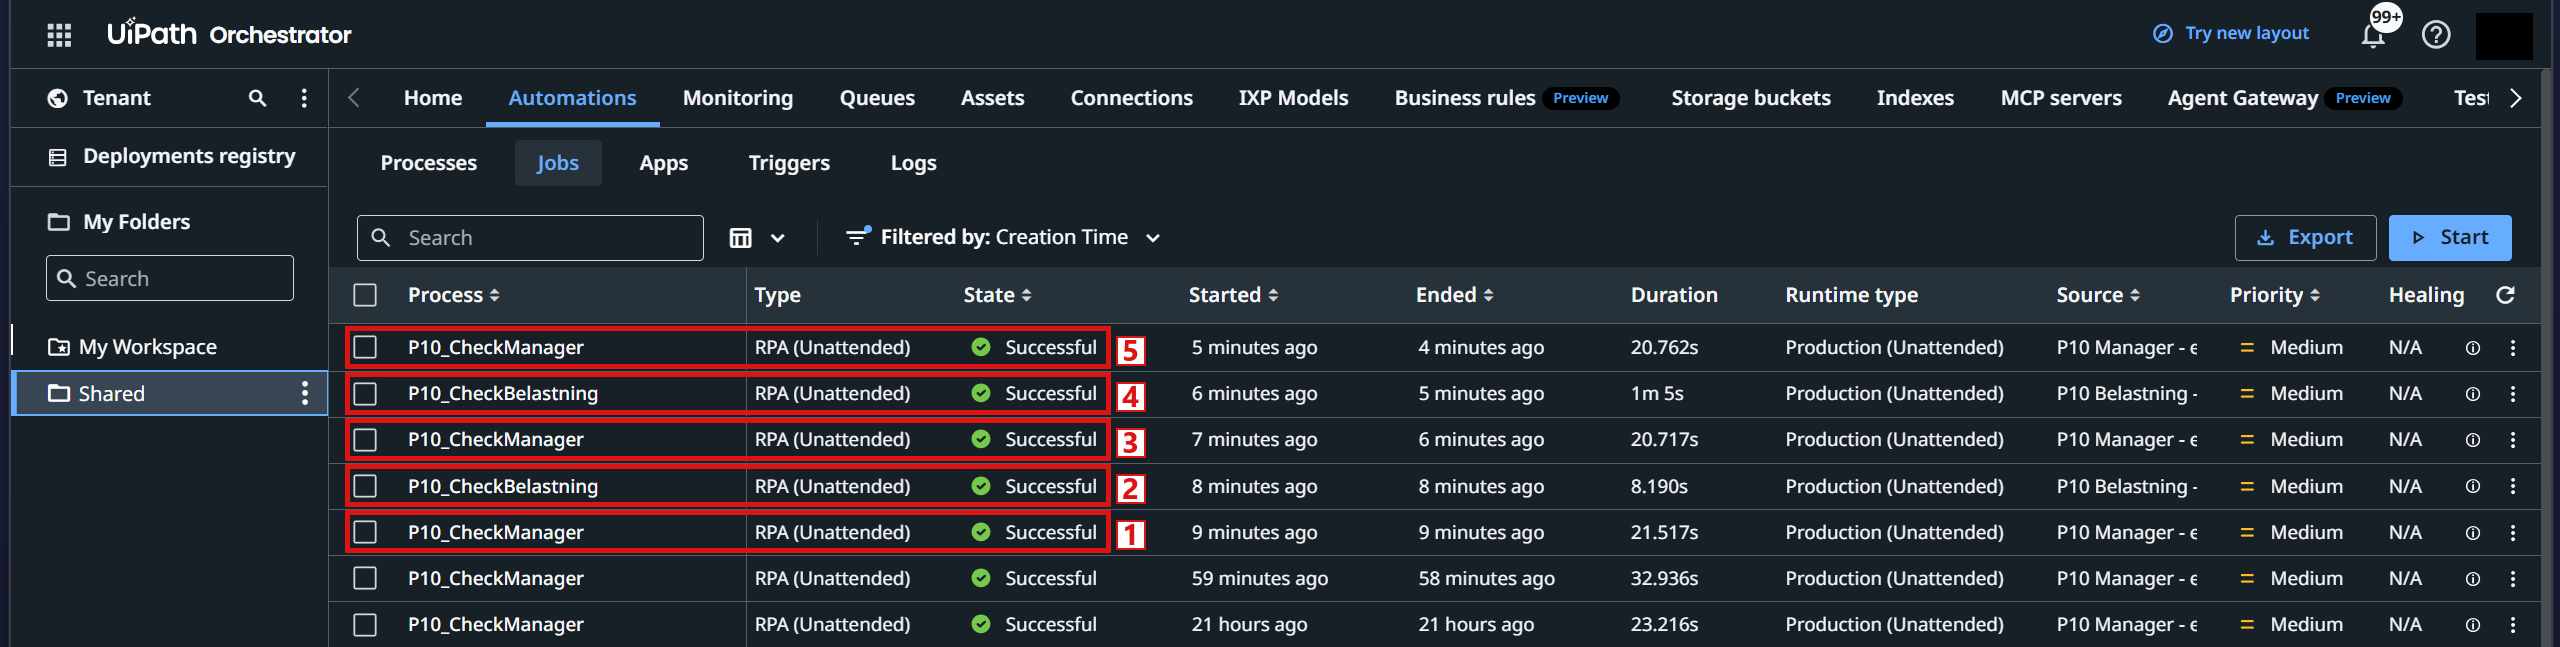 UiPath Orchestrator
Try new layout
99+
Tenant
Home Automations Monitoring Queues Assets Connections IXP Models Business rules Preview Storage buckets Indexes MCP servers Agent Gateway Preview Test
Deployments registry
Processes Jobs Apps Triggers Logs
My Folders
Search
Search
Filtered by: Creation Time
Export
Start
My Workspace
Shared
Process Type State Started Ended Duration Runtime type Source Priority Healing
P10_CheckManager RPA (Unattended) Successful 5 5 minutes ago 4 minutes ago 20.762s Production (Unattended) P10 Manager - e Medium N/A
P10_CheckBelastning RPA (Unattended) Successful 4 6 minutes ago 5 minutes ago 1m 5s Production (Unattended) P10 Belastning - Medium N/A
P10_CheckManager RPA (Unattended) Successful 3 7 minutes ago 6 minutes ago 20.717s Production (Unattended) P10 Manager - e Medium N/A
P10_CheckBelastning RPA (Unattended) Successful 2 8 minutes ago 8 minutes ago 8.190s Production (Unattended) P10 Belastning - Medium N/A
P10_CheckManager RPA (Unattended) Successful 1 9 minutes ago 9 minutes ago 21.517s Production (Unattended) P10 Manager - e Medium N/A
P10_CheckManager RPA (Unattended) Successful 59 minutes ago 58 minutes ago 32.936s Production (Unattended) P10 Manager - e Medium N/A
P10_CheckManager RPA (Unattended) Successful 21 hours ago 21 hours ago 23.216s Production (Unattended) P10 Manager - e Medium N/A